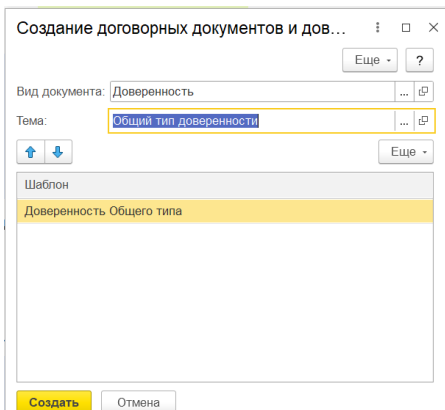 Создание договорных документов и дов...
Еще
?
Вид документа: Доверенность ...
Тема: Общий тип доверенности ...
Еще
Шаблон
Доверенность Общего типа
Создать Отмена